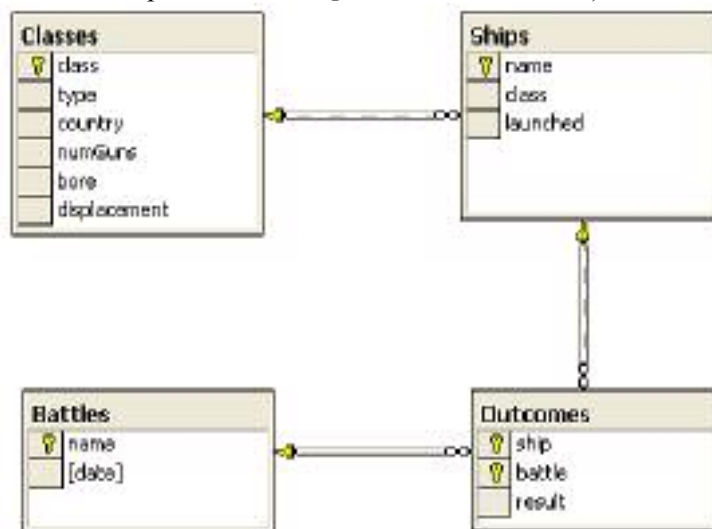 Classes
class
type
country
numGuns
bore
displacement
Ships
name
class
launched
Battles
name
[date]
Outcomes
ship
battle
result